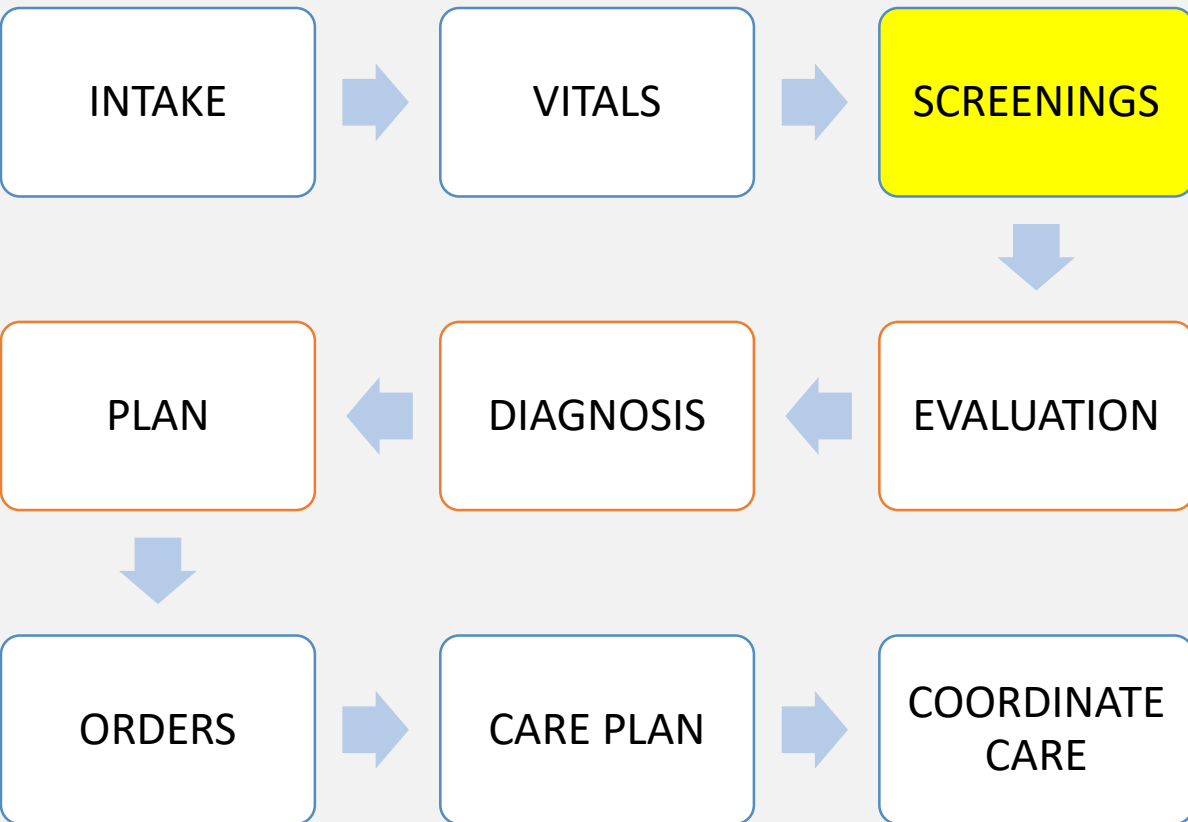 INTAKE
VITALS
SCREENINGS
PLAN
DIAGNOSIS
EVALUATION
ORDERS
CARE PLAN
COORDINATE
CARE